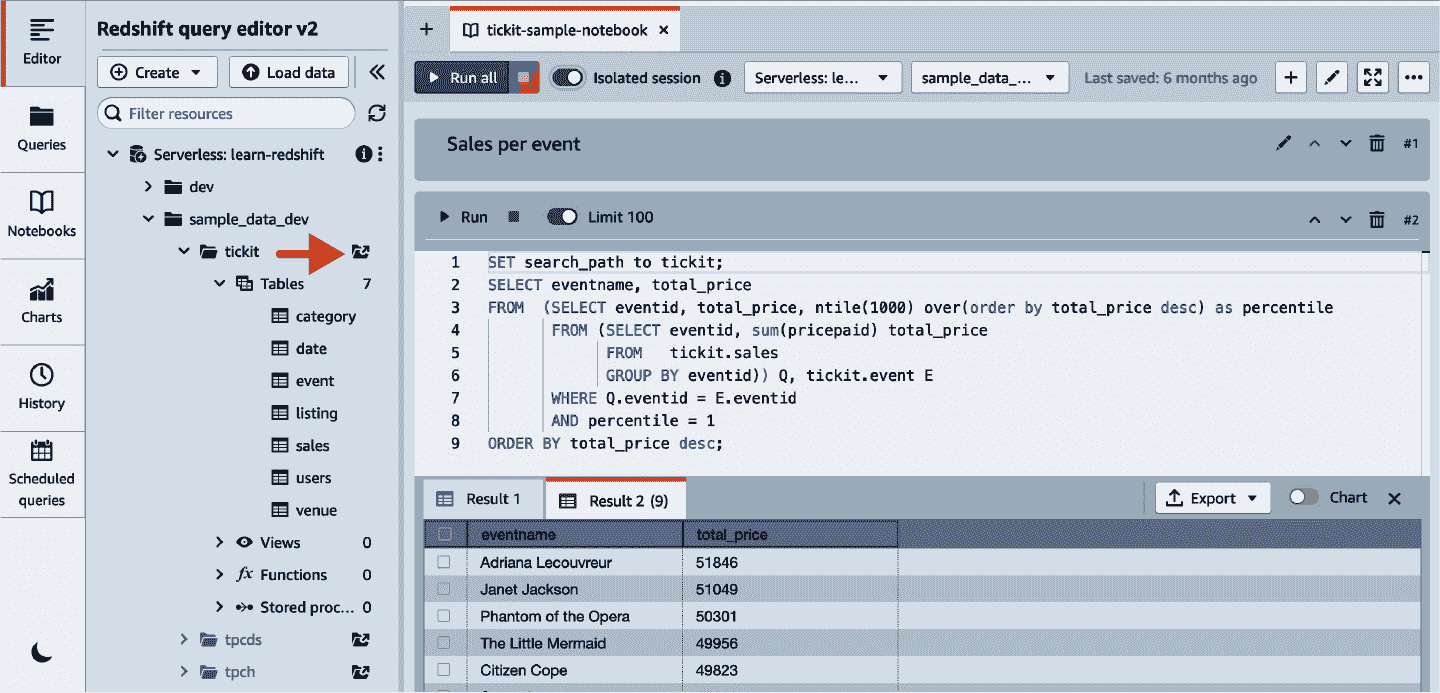 Editor
Queries
Notebooks
Charts
History
Scheduled
queries
Redshift query editor v2
Create
Load data
Filter resources
Serverless: learn-redshift
dev
sample_data_dev
tickit
Tables 7
category
date
event
listing
sales
users
venue
Views 0
fx Functions 0
Stored proc... 0
tpcds
tpch
tickit-sample-notebook
Run all Isolated session Serverless: le... sample_data_... Last saved: 6 months ago
Sales per event #1
Run Limit 100 #2
1 SET search_path to tickit;
2 SELECT eventname, total_price
3 FROM (SELECT eventid, total_price, ntile(1000) over(order by total_price desc) as percentile
4 FROM (SELECT eventid, sum(pricepaid) total_price
5 FROM tickit.sales
6 GROUP BY eventid)) Q, tickit.event E
7 WHERE Q.eventid = E.eventid
8 AND percentile = 1
9 ORDER BY total_price desc;
Result 1 Result 2 (9) Export Chart
eventname total_price
Adriana Lecouvreur 51846
Janet Jackson 51049
Phantom of the Opera 50301
The Little Mermaid 49956
Citizen Cope 49823